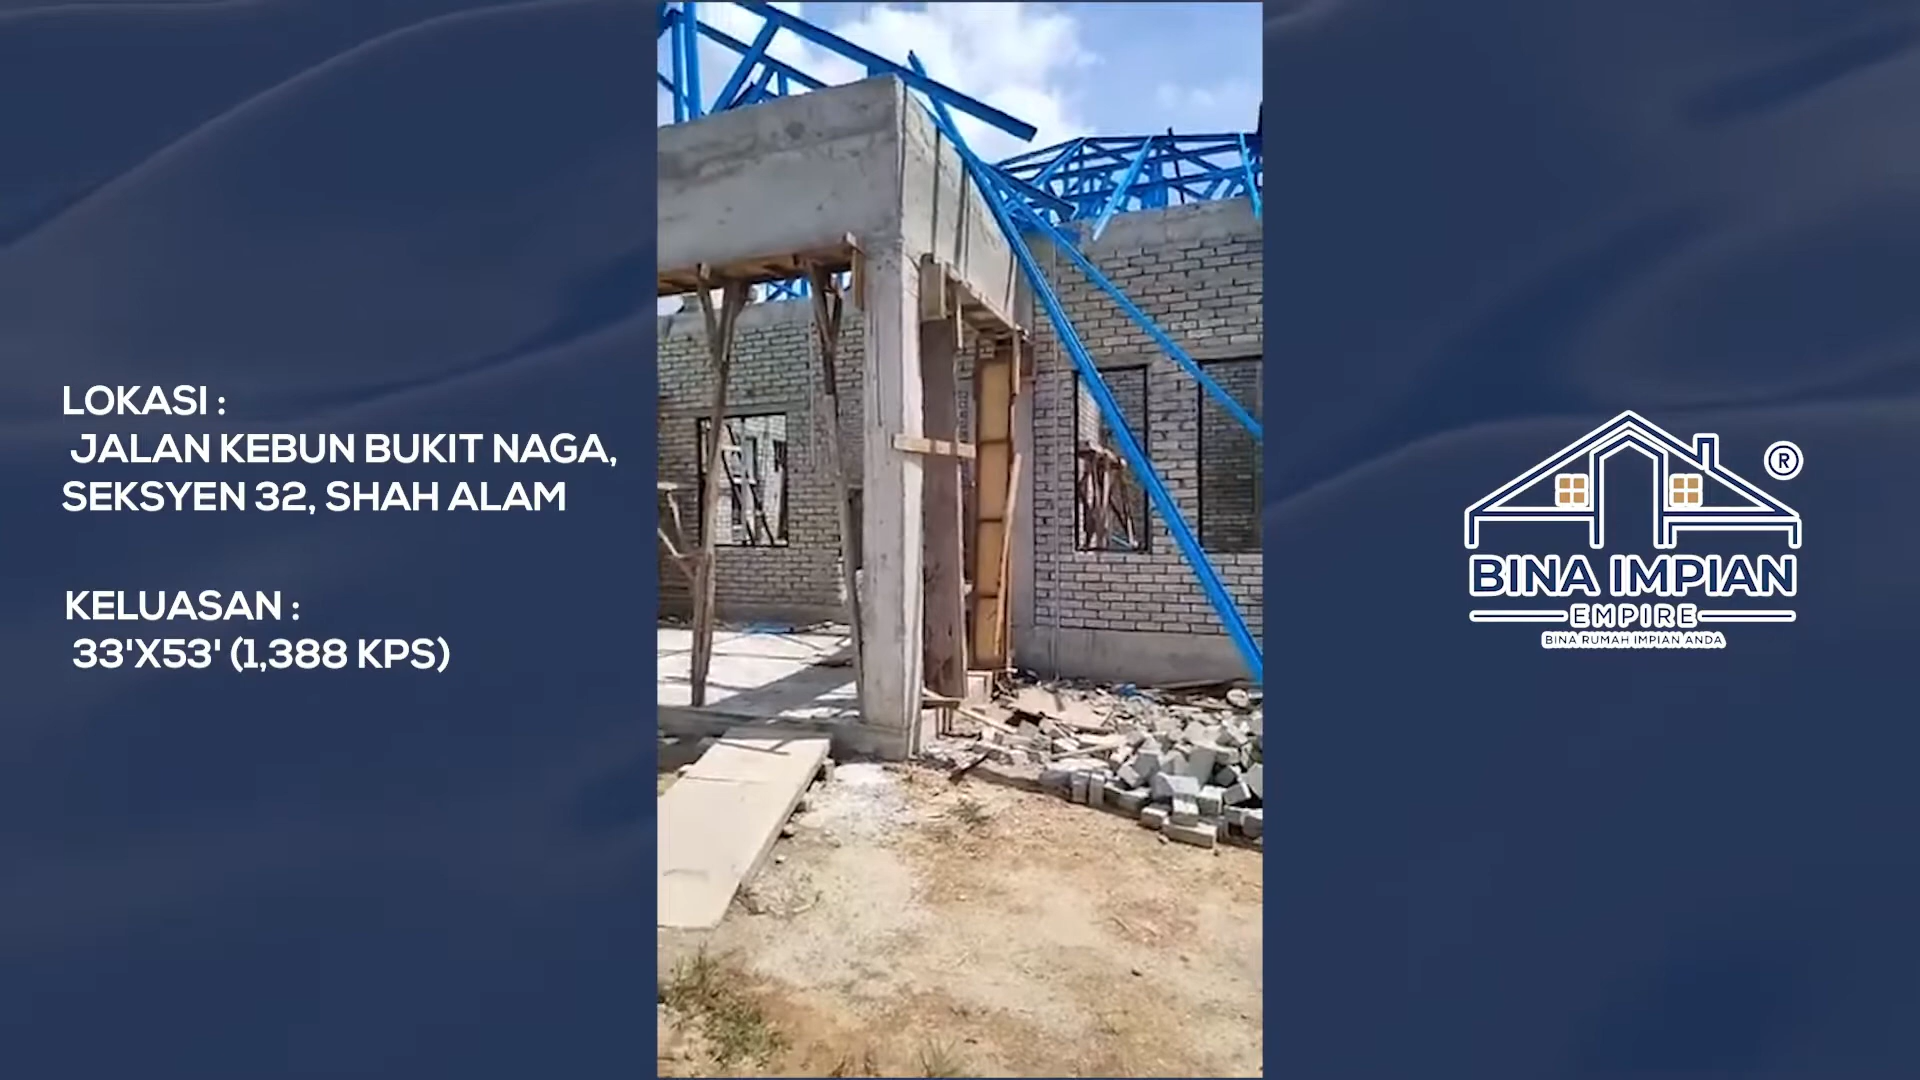 LOKASI :
JALAN KEBUN BUKIT NAGA,
SEKSYEN 32, SHAH ALAM
KELUASAN :
33'X53' (1,388 KPS)
®
BINA IMPIAN
EMPIRE
BINA RUMAH IMPIAN ANDA